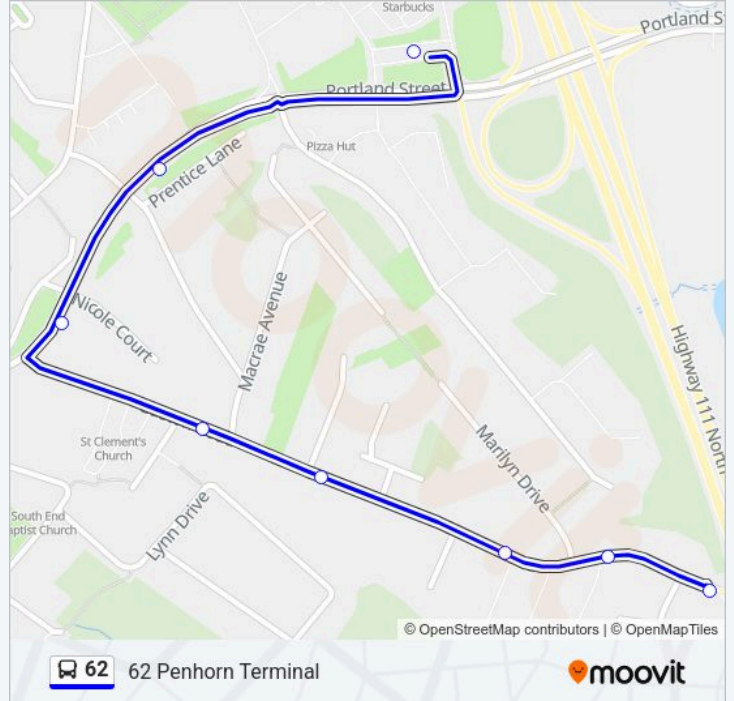 Starbucks
Portland S
Portland Street
Pizza Hut
Prentice Lane
Nicole Court
Macrae Avenue
Highway 111 North
St Clement's
Church
Marilyn Drive
South End
aptist Church
Lynn Drive
© OpenStreetMap contributors | © OpenMapTiles
62 62 Penhorn Terminal
moovit